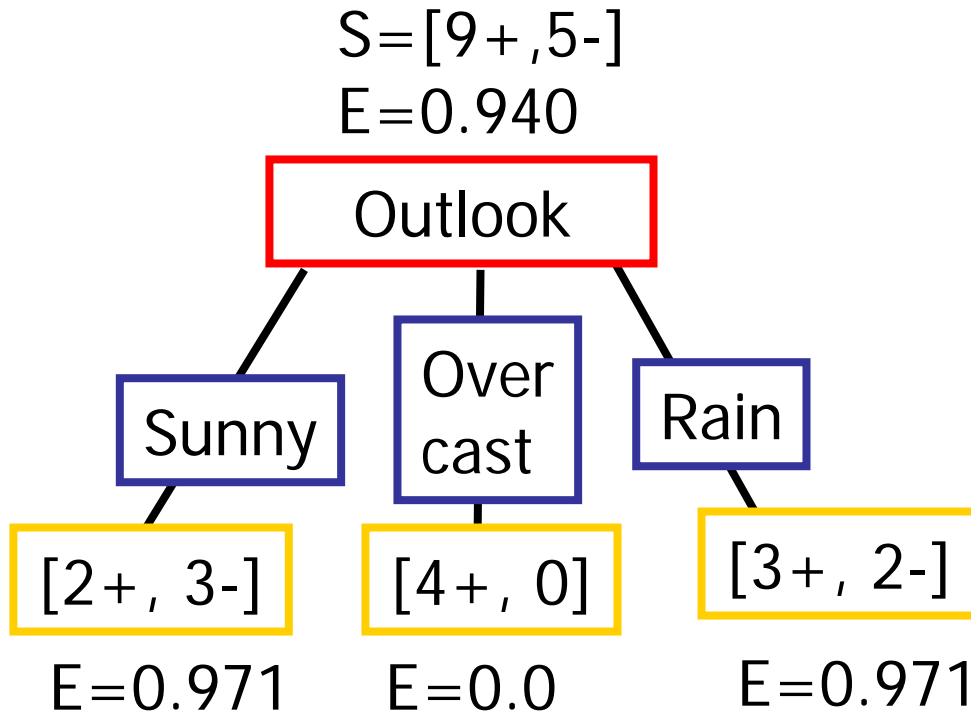 S=[9+,5-]
E=0.940
Outlook
Sunny
Over
cast
Rain
[2+, 3-]
[4+, 0]
[3+, 2-]
E=0.971
E=0.0
E=0.971